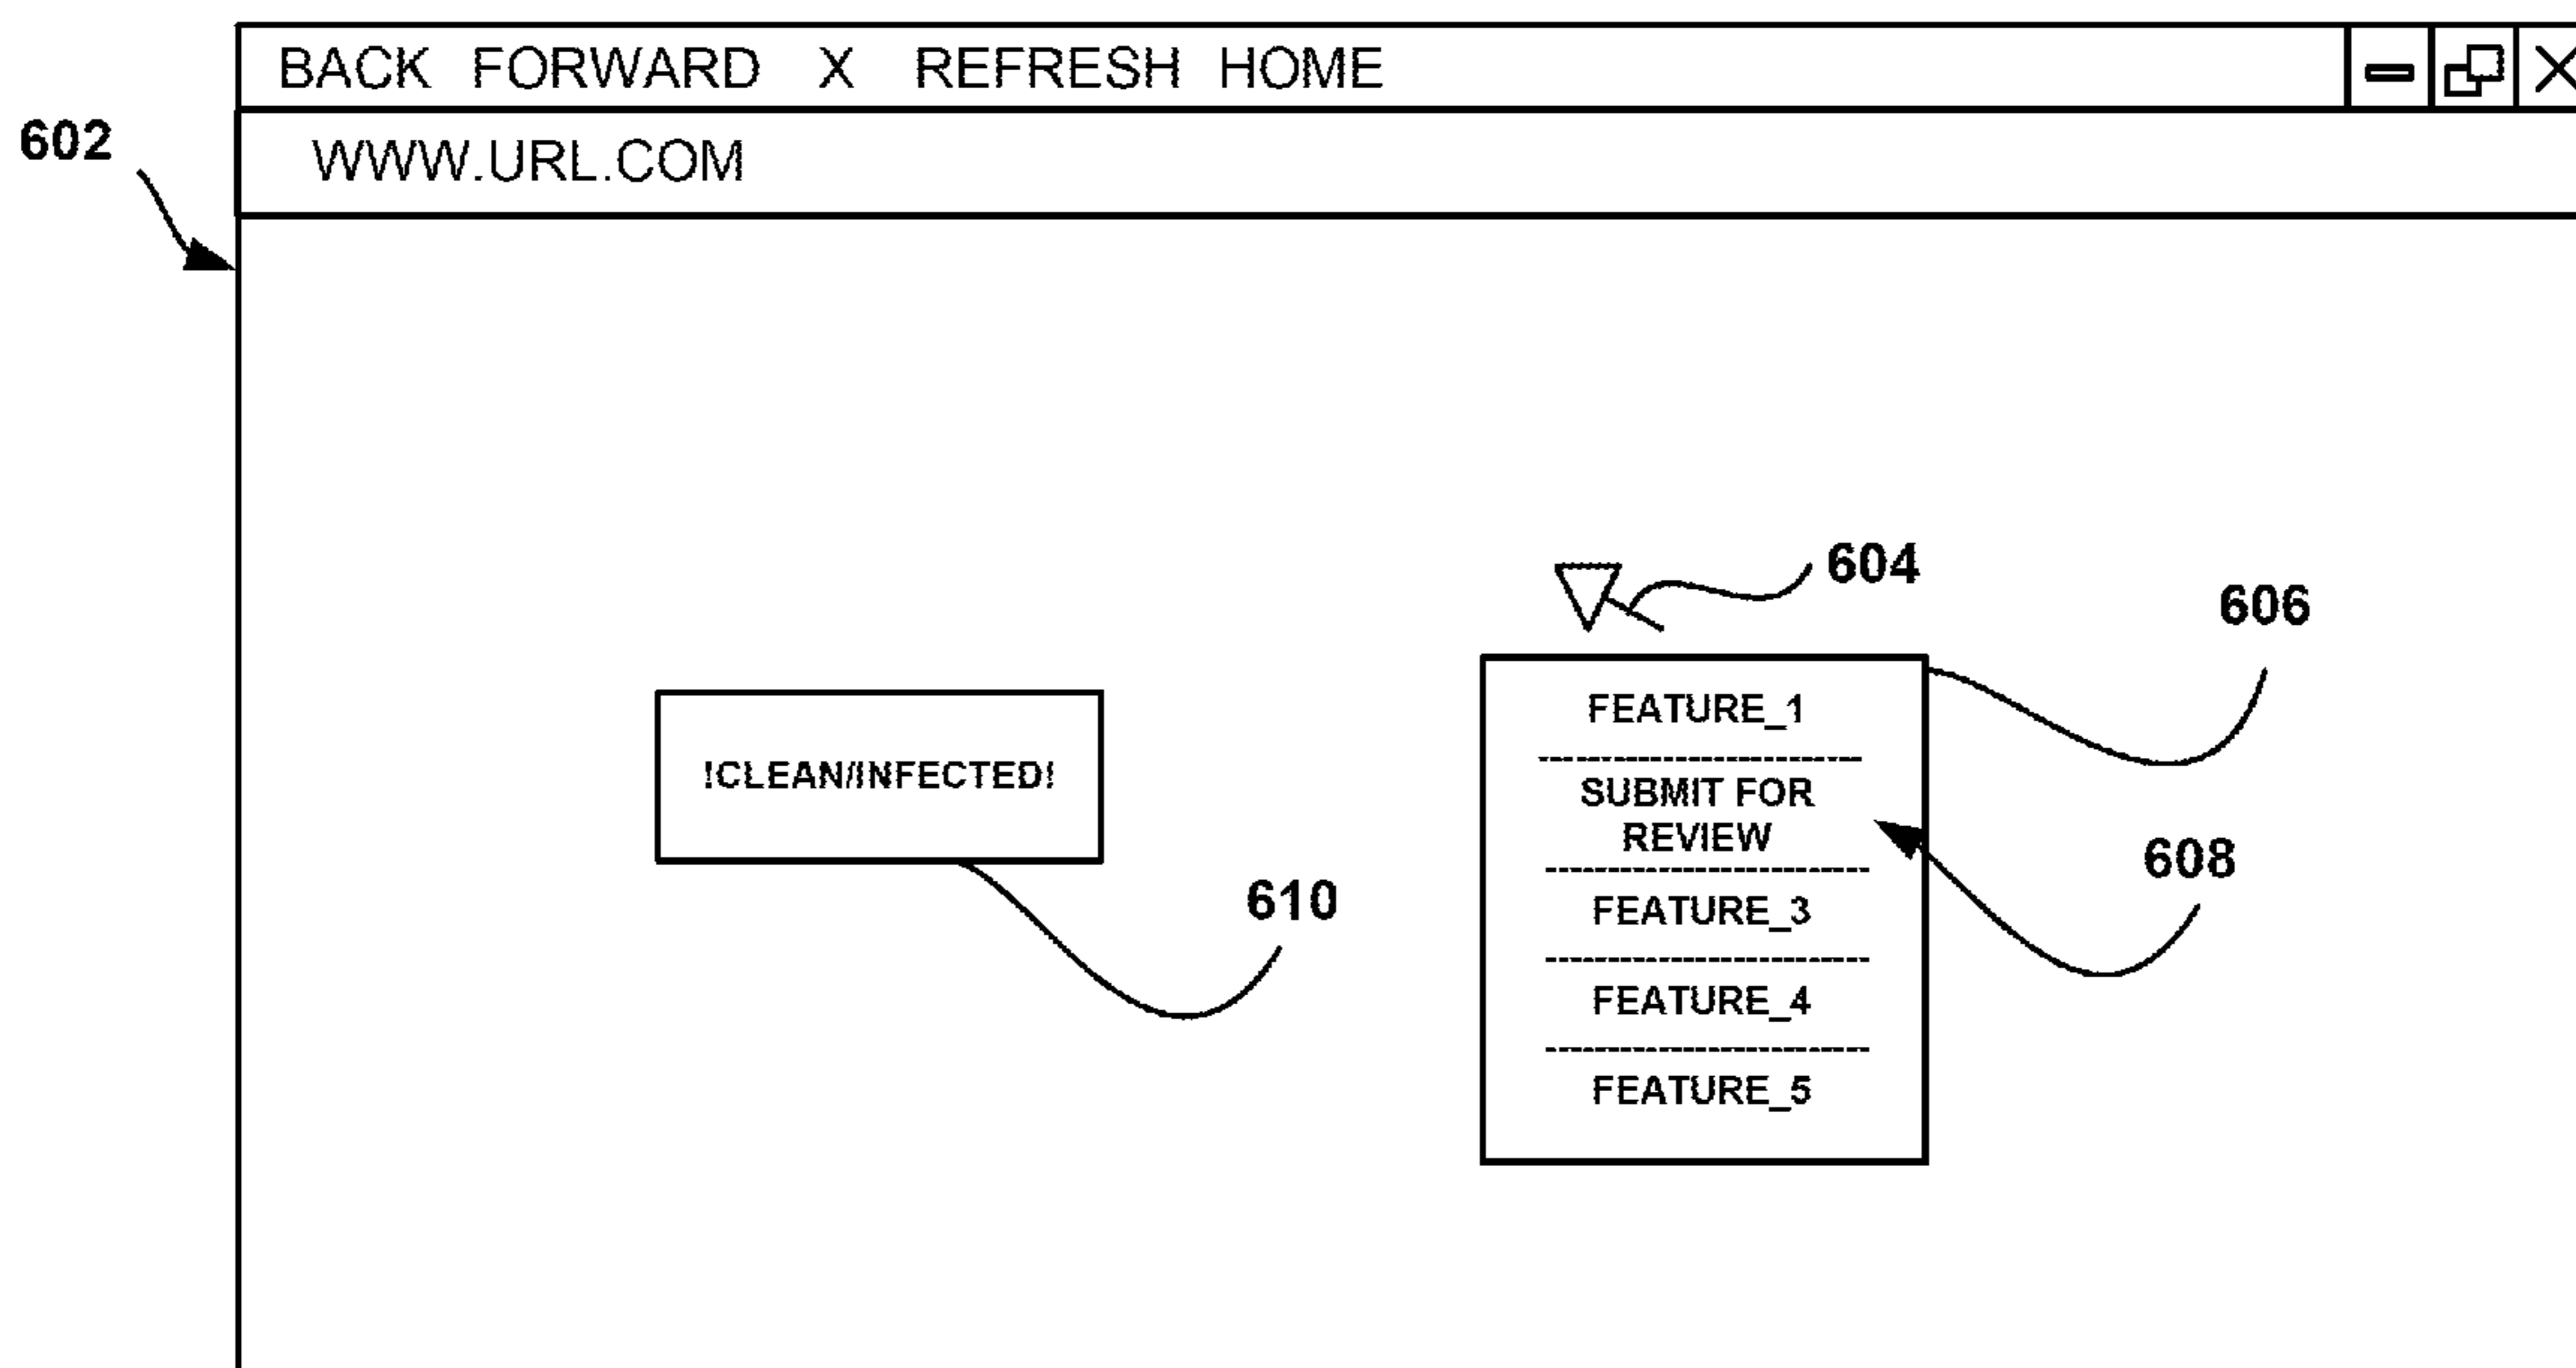 BACK FORWARD X REFRESH HOME
602
WWW.URL.COM
604
606
FEATURE_1
!CLEAN/INFECTED!
SUBMIT FOR
REVIEW
608
610
FEATURE_3
FEATURE_4
FEATURE_5